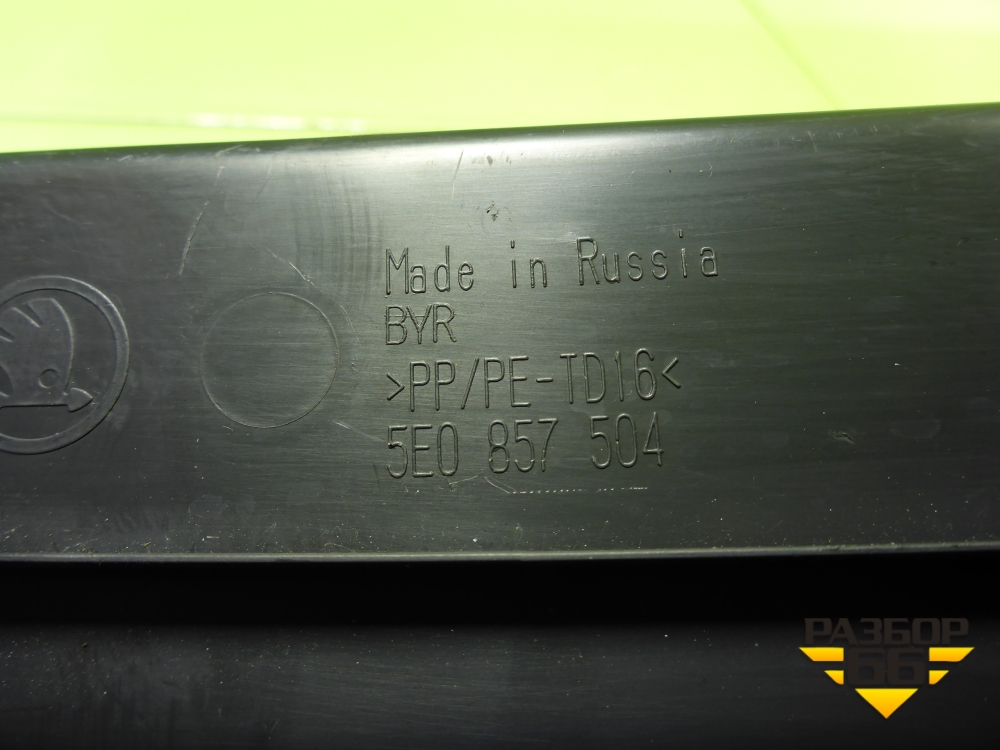 Made in Russia
BYR
>PP/PE-TD16<
5E0 857 504
РАЗБОР
66